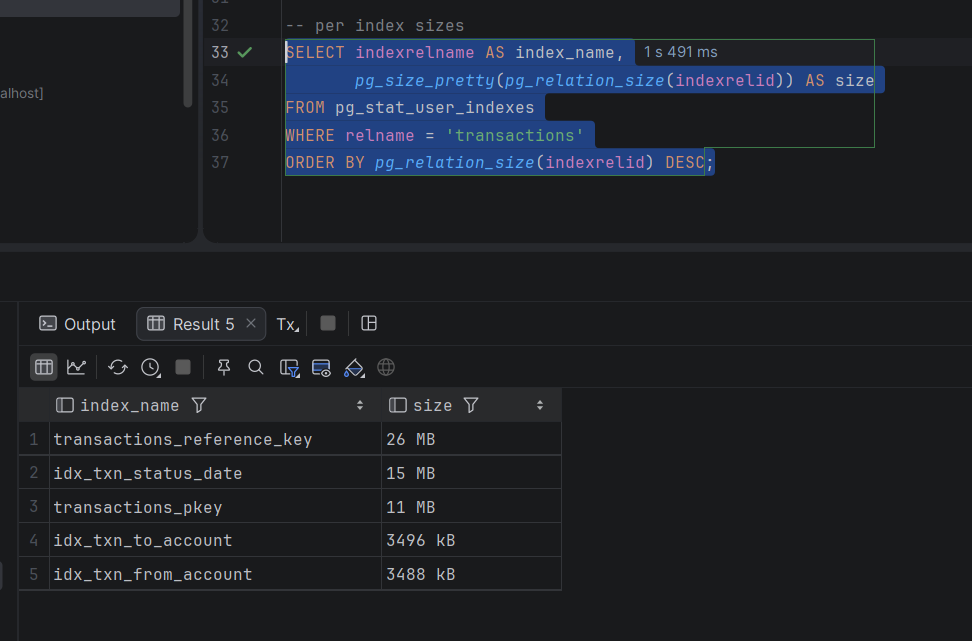 32 -- per index sizes
33 SELECT indexrelname AS index_name, 1 s 491 ms
34 pg_size_pretty(pg_relation_size(indexrelid)) AS size
alhost]
35 FROM pg_stat_user_indexes
36 WHERE relname = 'transactions'
37 ORDER BY pg_relation_size(indexrelid) DESC;
Output Result 5 Tx
index_name size
1 transactions_reference_key 26 MB
2 idx_txn_status_date 15 MB
3 transactions_pkey 11 MB
4 idx_txn_to_account 3496 kB
5 idx_txn_from_account 3488 kB